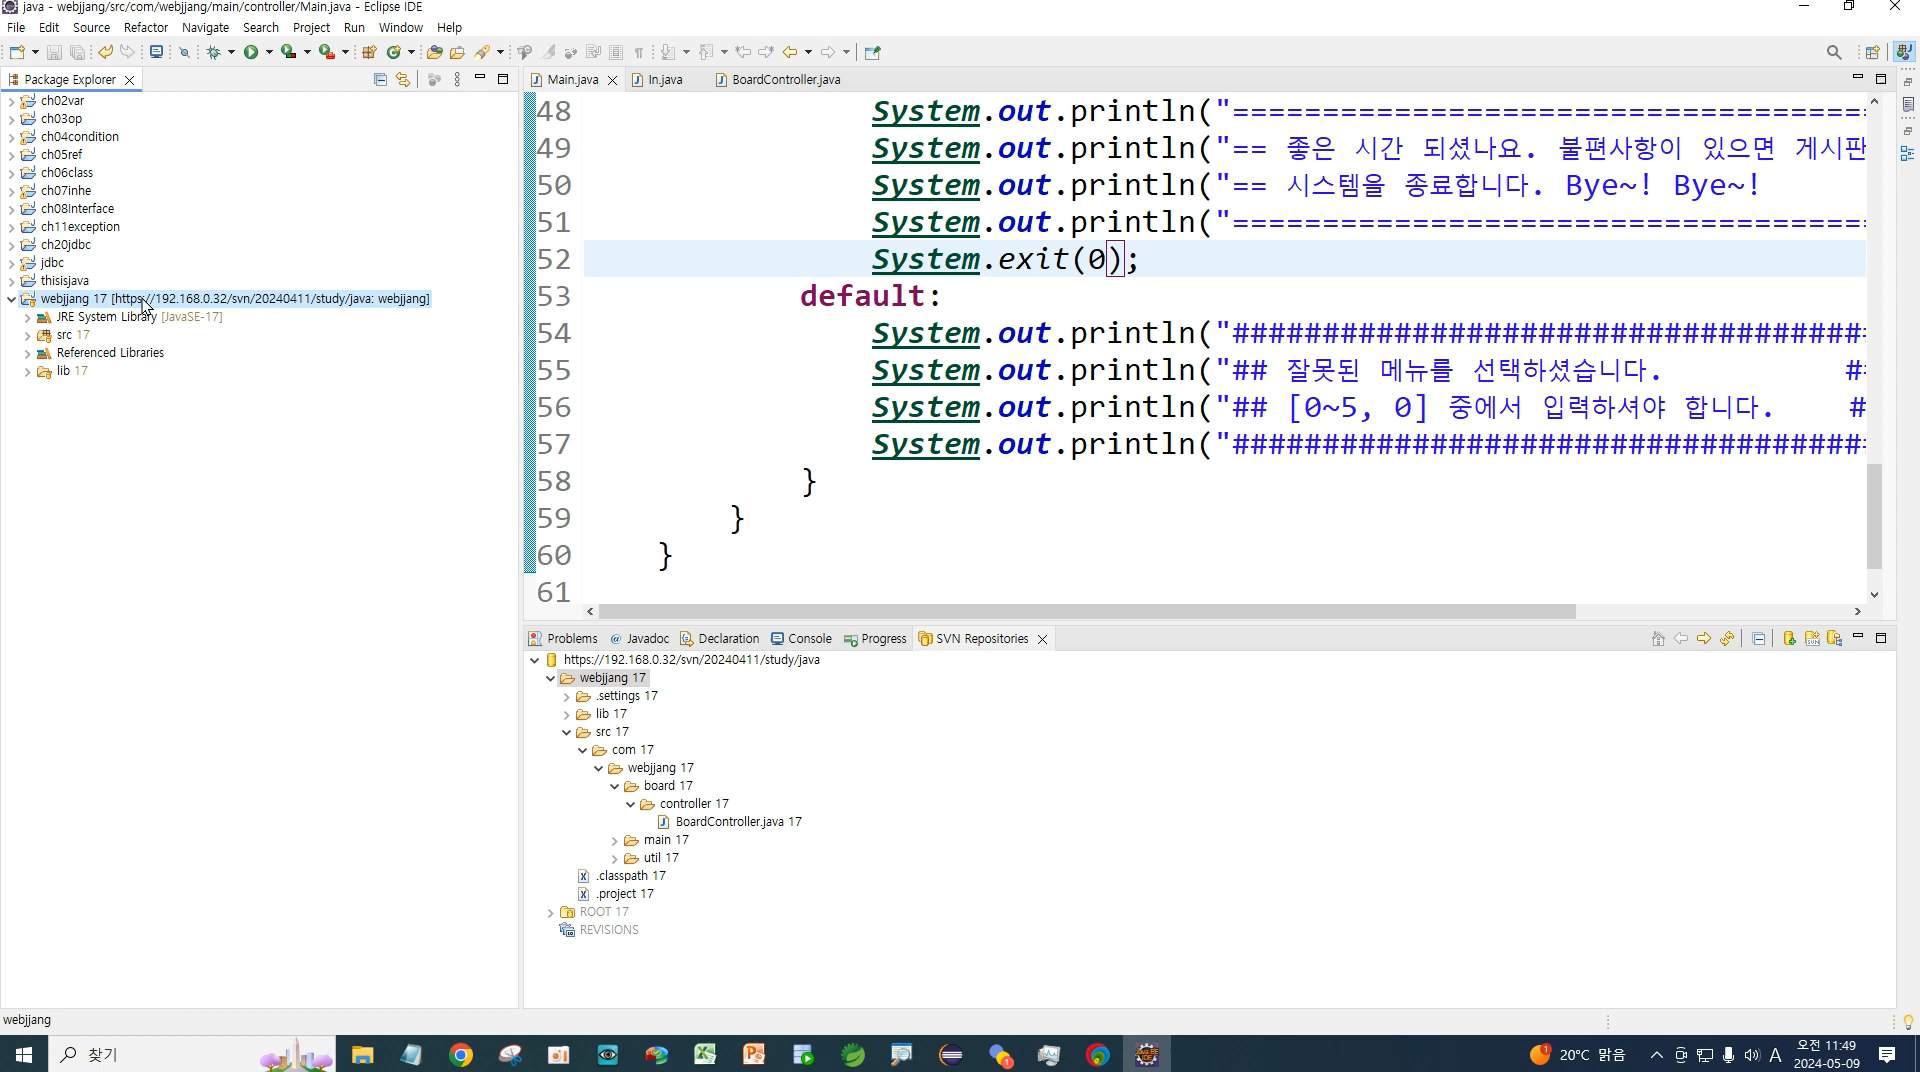 java - webjjang/src/com/webjjang/main/controller/Main.java - Eclipse IDE
File Edit Source Refactor Navigate Search Project Run Window Help
Package Explorer
ch02var
ch03op
ch04condition
ch05ref
ch06class
ch07inhe
ch08Interface
ch11exception
ch20jdbc
jdbc
thisisjava
webjjang 17 [https://192.168.0.32/svn/20240411/study/java: webjjang]
JRE System Library [JavaSE-17]
src 17
Referenced Libraries
lib 17
Main.java In.java BoardController.java
48 System.out.println("===================================
49 System.out.println("== 좋은 시간 되셨나요. 불편사항이 있으면 게시판
50 System.out.println("== 시스템을 종료합니다. Bye~! Bye~!
51 System.out.println("===================================
52 System.exit(0);
53 default:
54 System.out.println("###################################
55 System.out.println("## 잘못된 메뉴를 선택하셨습니다. ##
56 System.out.println("## [0~5, 0] 중에서 입력하셔야 합니다. #
57 System.out.println("###################################
58 }
59 }
60 }
61
Problems Javadoc Declaration Console Progress SVN Repositories
https://192.168.0.32/svn/20240411/study/java
webjjang 17
.settings 17
lib 17
src 17
com 17
webjjang 17
board 17
controller 17
BoardController.java 17
main 17
util 17
.classpath 17
.project 17
ROOT 17
REVISIONS
webjjang
찾기
20°C 맑음
A
오전 11:49
2024-05-09